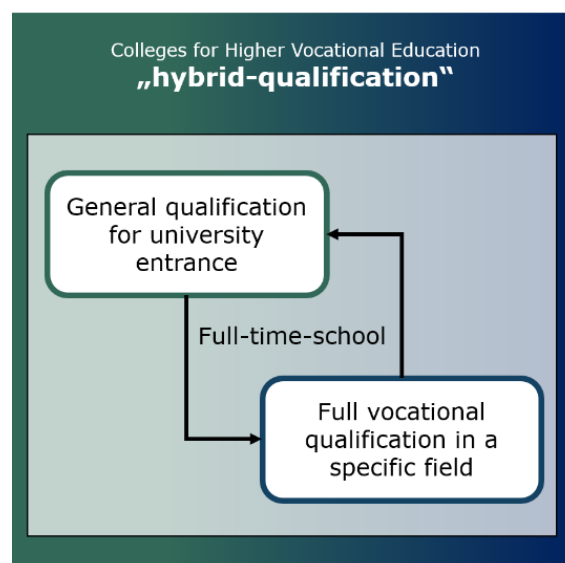 Colleges for Higher Vocational Education
„hybrid-qualification“
General qualification
for university
entrance
Full-time-school
Full vocational
qualification in a
specific field